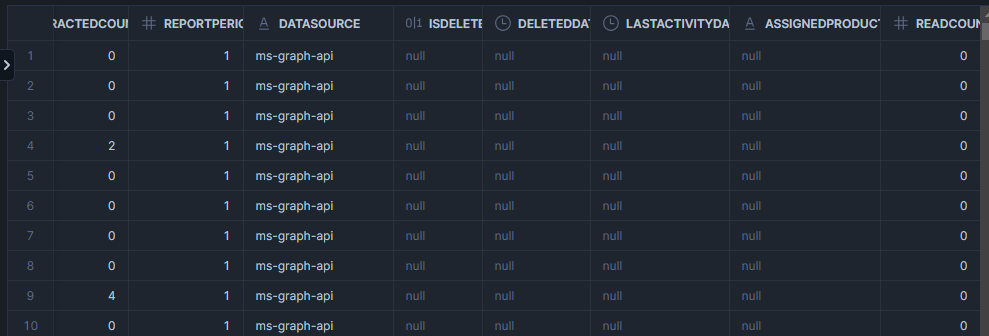 RACTEDCOUN # REPORTPERIC A DATASOURCE 0|1 ISDELETE DELETEDDAT LASTACTIVITYDA A ASSIGNEDPRODUCT # READCOUN
1 0 1 ms-graph-api null null null null 0
2 0 1 ms-graph-api null null null null 0
3 0 1 ms-graph-api null null null null 0
4 2 1 ms-graph-api null null null null 0
5 0 1 ms-graph-api null null null null 0
6 0 1 ms-graph-api null null null null 0
7 0 1 ms-graph-api null null null null 0
8 0 1 ms-graph-api null null null null 0
9 4 1 ms-graph-api null null null null 0
10 0 1 ms-graph-api null null null null 0